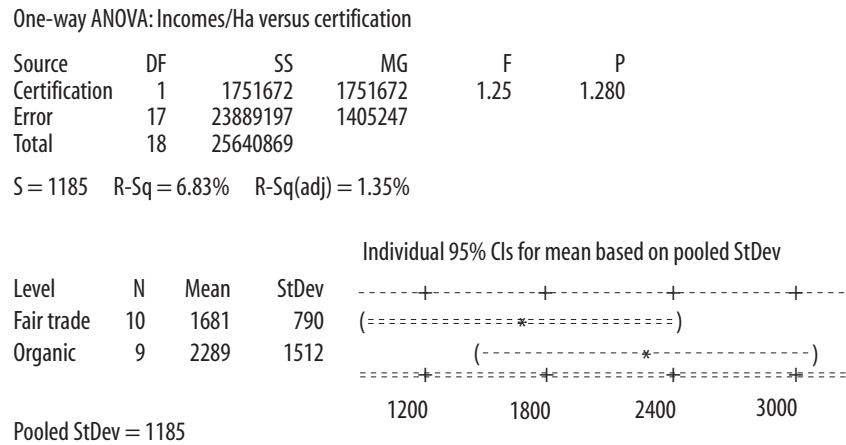 One-way ANOVA: Incomes/Ha versus certification
Source DF SS MG F P
Certification 1 1751672 1751672 1.25 1.280
Error 17 23889197 1405247
Total 18 25640869
S = 1185 R-Sq = 6.83% R-Sq(adj) = 1.35%
Individual 95% CIs for mean based on pooled StDev
Level N Mean StDev ------+---------+---------+---------+----
Fair trade 10 1681 790 (============*============)
Organic 9 2289 1512 (-------------*-------------)
======+=========+=========+=========+====
1200 1800 2400 3000
Pooled StDev = 1185